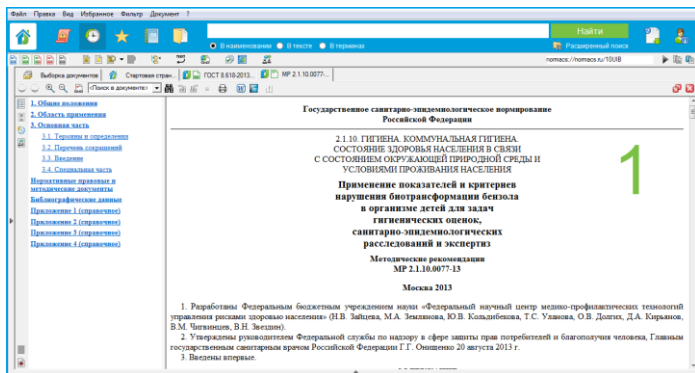 Файл Правка Вид Избранное Фильтр Документ ?
Найти
В наименовании В тексте В терминах
Расширенный поиск
nomacs://nomacs.ru/10UIB
Выборка документов Стартовая стран... ГОСТ 8.618-2013... МР 2.1.10.0077-...
<Поиск в документе>
1. Общие положения
2. Область применения
3. Основная часть
3.1. Термины и определения
3.2. Перечень сокращений
3.3. Введение
3.4. Специальная часть
Нормативные правовые и
методические документы
Библиографические данные
Приложение 1 (справочное)
Приложение 2 (справочное)
Приложение 3 (справочное)
Приложение 4 (справочное)
Государственное санитарно-эпидемиологическое нормирование
Российской Федерации
2.1.10. ГИГИЕНА. КОММУНАЛЬНАЯ ГИГИЕНА.
СОСТОЯНИЕ ЗДОРОВЬЯ НАСЕЛЕНИЯ В СВЯЗИ
С СОСТОЯНИЕМ ОКРУЖАЮЩЕЙ ПРИРОДНОЙ СРЕДЫ И
УСЛОВИЯМИ ПРОЖИВАНИЯ НАСЕЛЕНИЯ
1
Применение показателей и критериев
нарушения биотрансформации бензола
в организме детей для задач
гигиенических оценок,
санитарно-эпидемиологических
расследований и экспертиз
Методические рекомендации
МР 2.1.10.0077-13
Москва 2013
1. Разработаны Федеральным бюджетным учреждением науки «Федеральный научный центр медико-профилактических технологий
управления рисками здоровью населения» (Н.В. Зайцева, М.А. Землянова, Ю.В. Кольдибекова, Т.С. Уланова, О.В. Долгих, Д.А. Кирьянов,
В.М. Чигвинцев, В.Н. Звездин).
2. Утверждены руководителем Федеральной службы по надзору в сфере защиты прав потребителей и благополучия человека, Главным
государственным санитарным врачом Российской Федерации Г.Г. Онищенко 20 августа 2013 г.
3. Введены впервые.